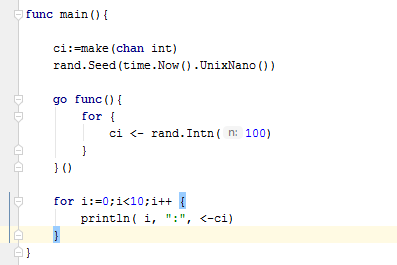 func main(){
ci:=make(chan int)
rand.Seed(time.Now().UnixNano())
go func(){
for {
ci <- rand.Intn( n: 100)
}
}()
for i:=0;i<10;i++ {
println( i, ":", <-ci)
}
}